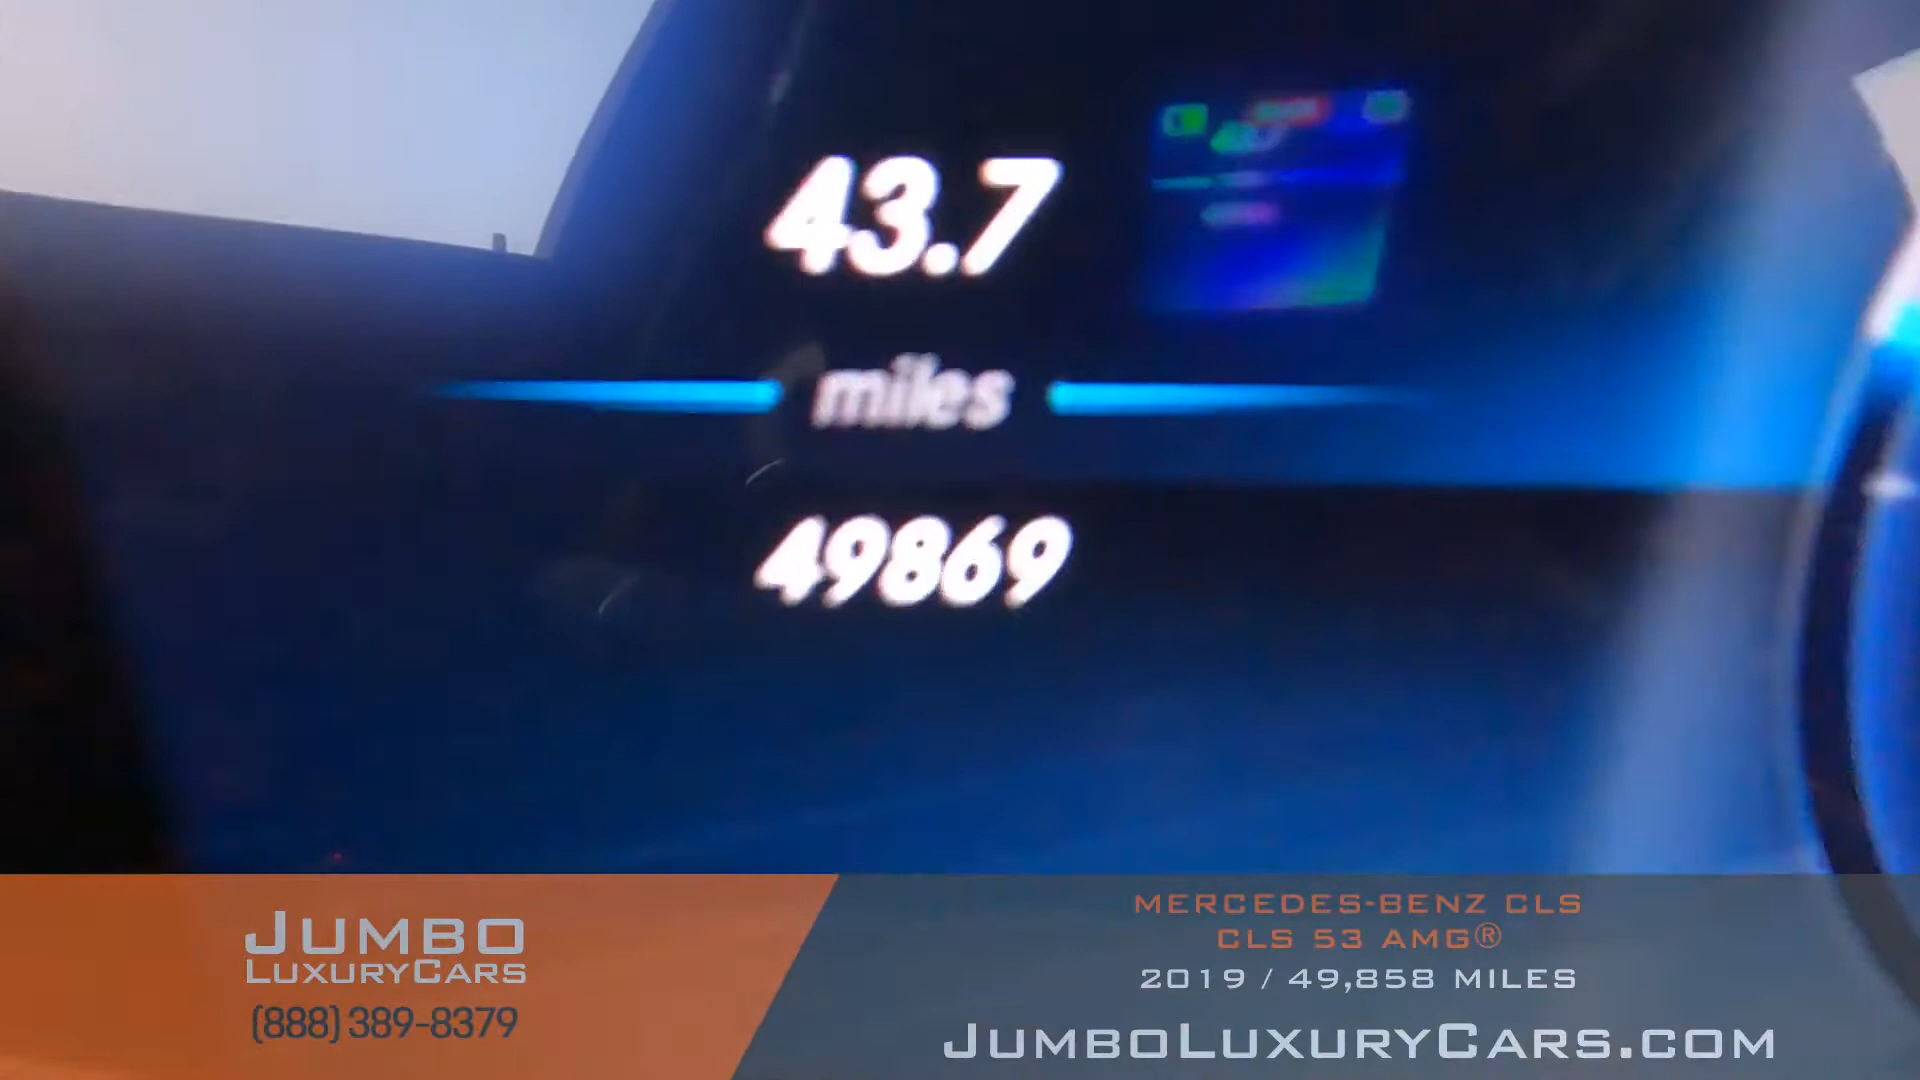 43.7
miles
49869
JUMBO
LUXURYCARS
(888) 389-8379
MERCEDES-BENZ CLS
CLS 53 AMG®
2019 / 49,858 MILES
JUMBOLUXURYCARS.COM